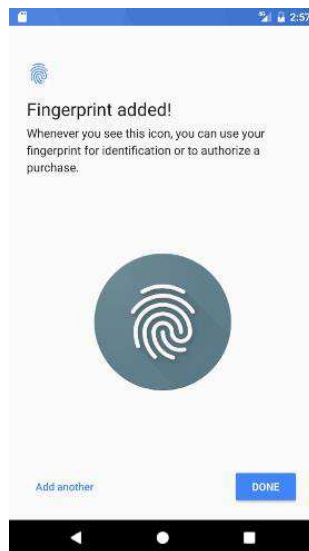 2:57
Fingerprint added!
Whenever you see this icon, you can use your
fingerprint for identification or to authorize a
purchase.
Add another
DONE